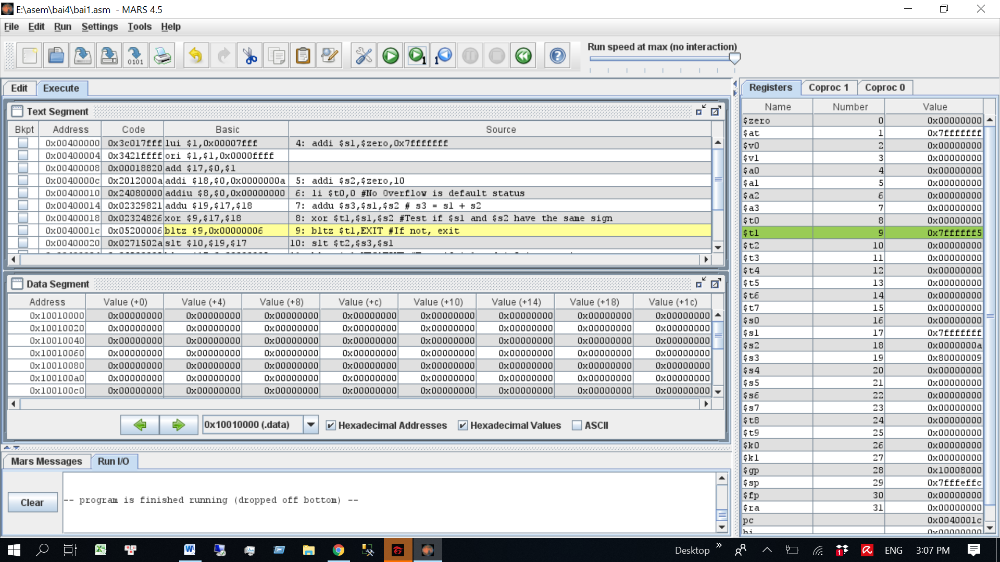 E:\asem\bai4\bai1.asm - MARS 4.5
File Edit Run Settings Tools Help
Run speed at max (no interaction)
0101
1
1
Edit Execute
Text Segment
Bkpt Address Code Basic Source
0x00400000 0x3c017fff lui $1,0x00007fff 4: addi $s1,$zero,0x7fffffff
0x00400004 0x3421ffff ori $1,$1,0x0000ffff
0x00400008 0x00018820 add $17,$0,$1
0x0040000c 0x2012000a addi $18,$0,0x0000000a 5: addi $s2,$zero,10
0x00400010 0x24080000 addiu $8,$0,0x00000000 6: li $t0,0 #No Overflow is default status
0x00400014 0x02329821 addu $19,$17,$18 7: addu $s3,$s1,$s2 # s3 = s1 + s2
0x00400018 0x02324826 xor $9,$17,$18 8: xor $t1,$s1,$s2 #Test if $s1 and $s2 have the same sign
0x0040001c 0x05200006 bltz $9,0x00000006 9: bltz $t1,EXIT #If not, exit
0x00400020 0x0271502a slt $10,$19,$17 10: slt $t2,$s3,$s1
Data Segment
Address Value (+0) Value (+4) Value (+8) Value (+c) Value (+10) Value (+14) Value (+18) Value (+1c)
0x10010000 0x00000000 0x00000000 0x00000000 0x00000000 0x00000000 0x00000000 0x00000000 0x00000000
0x10010020 0x00000000 0x00000000 0x00000000 0x00000000 0x00000000 0x00000000 0x00000000 0x00000000
0x10010040 0x00000000 0x00000000 0x00000000 0x00000000 0x00000000 0x00000000 0x00000000 0x00000000
0x10010060 0x00000000 0x00000000 0x00000000 0x00000000 0x00000000 0x00000000 0x00000000 0x00000000
0x10010080 0x00000000 0x00000000 0x00000000 0x00000000 0x00000000 0x00000000 0x00000000 0x00000000
0x100100a0 0x00000000 0x00000000 0x00000000 0x00000000 0x00000000 0x00000000 0x00000000 0x00000000
0x100100c0 0x00000000 0x00000000 0x00000000 0x00000000 0x00000000 0x00000000 0x00000000 0x00000000
0x10010000 (.data) Hexadecimal Addresses Hexadecimal Values ASCII
Mars Messages Run I/O
Clear
-- program is finished running (dropped off bottom) --
Registers Coproc 1 Coproc 0
Name Number Value
$zero 0 0x00000000
$at 1 0x7fffffff
$v0 2 0x00000000
$v1 3 0x00000000
$a0 4 0x00000000
$a1 5 0x00000000
$a2 6 0x00000000
$a3 7 0x00000000
$t0 8 0x00000000
$t1 9 0x7ffffff5
$t2 10 0x00000000
$t3 11 0x00000000
$t4 12 0x00000000
$t5 13 0x00000000
$t6 14 0x00000000
$t7 15 0x00000000
$s0 16 0x00000000
$s1 17 0x7fffffff
$s2 18 0x0000000a
$s3 19 0x80000009
$s4 20 0x00000000
$s5 21 0x00000000
$s6 22 0x00000000
$s7 23 0x00000000
$t8 24 0x00000000
$t9 25 0x00000000
$k0 26 0x00000000
$k1 27 0x00000000
$gp 28 0x10008000
$sp 29 0x7fffeffc
$fp 30 0x00000000
$ra 31 0x00000000
pc 0x0040001c
hi 0x00000000
Desktop ENG 3:07 PM